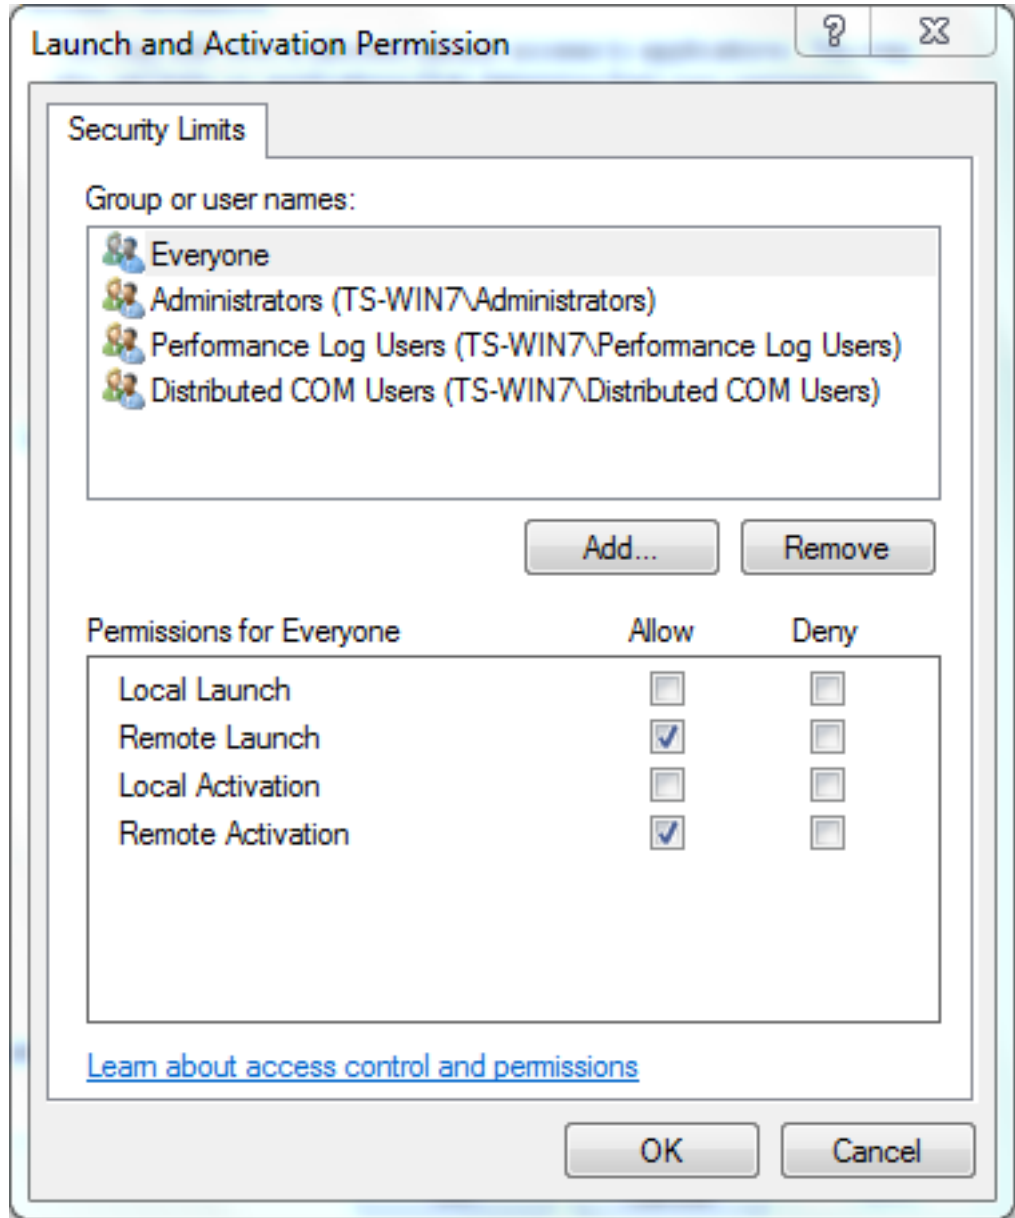 Launch and Activation Permission
Security Limits
Group or user names:
Everyone
Administrators (TS-WIN7\Administrators)
Performance Log Users (TS-WIN7\Performance Log Users)
Distributed COM Users (TS-WIN7\Distributed COM Users)
Add... Remove
Permissions for Everyone Allow Deny
Local Launch
Remote Launch
Local Activation
Remote Activation
Learn about access control and permissions
OK Cancel